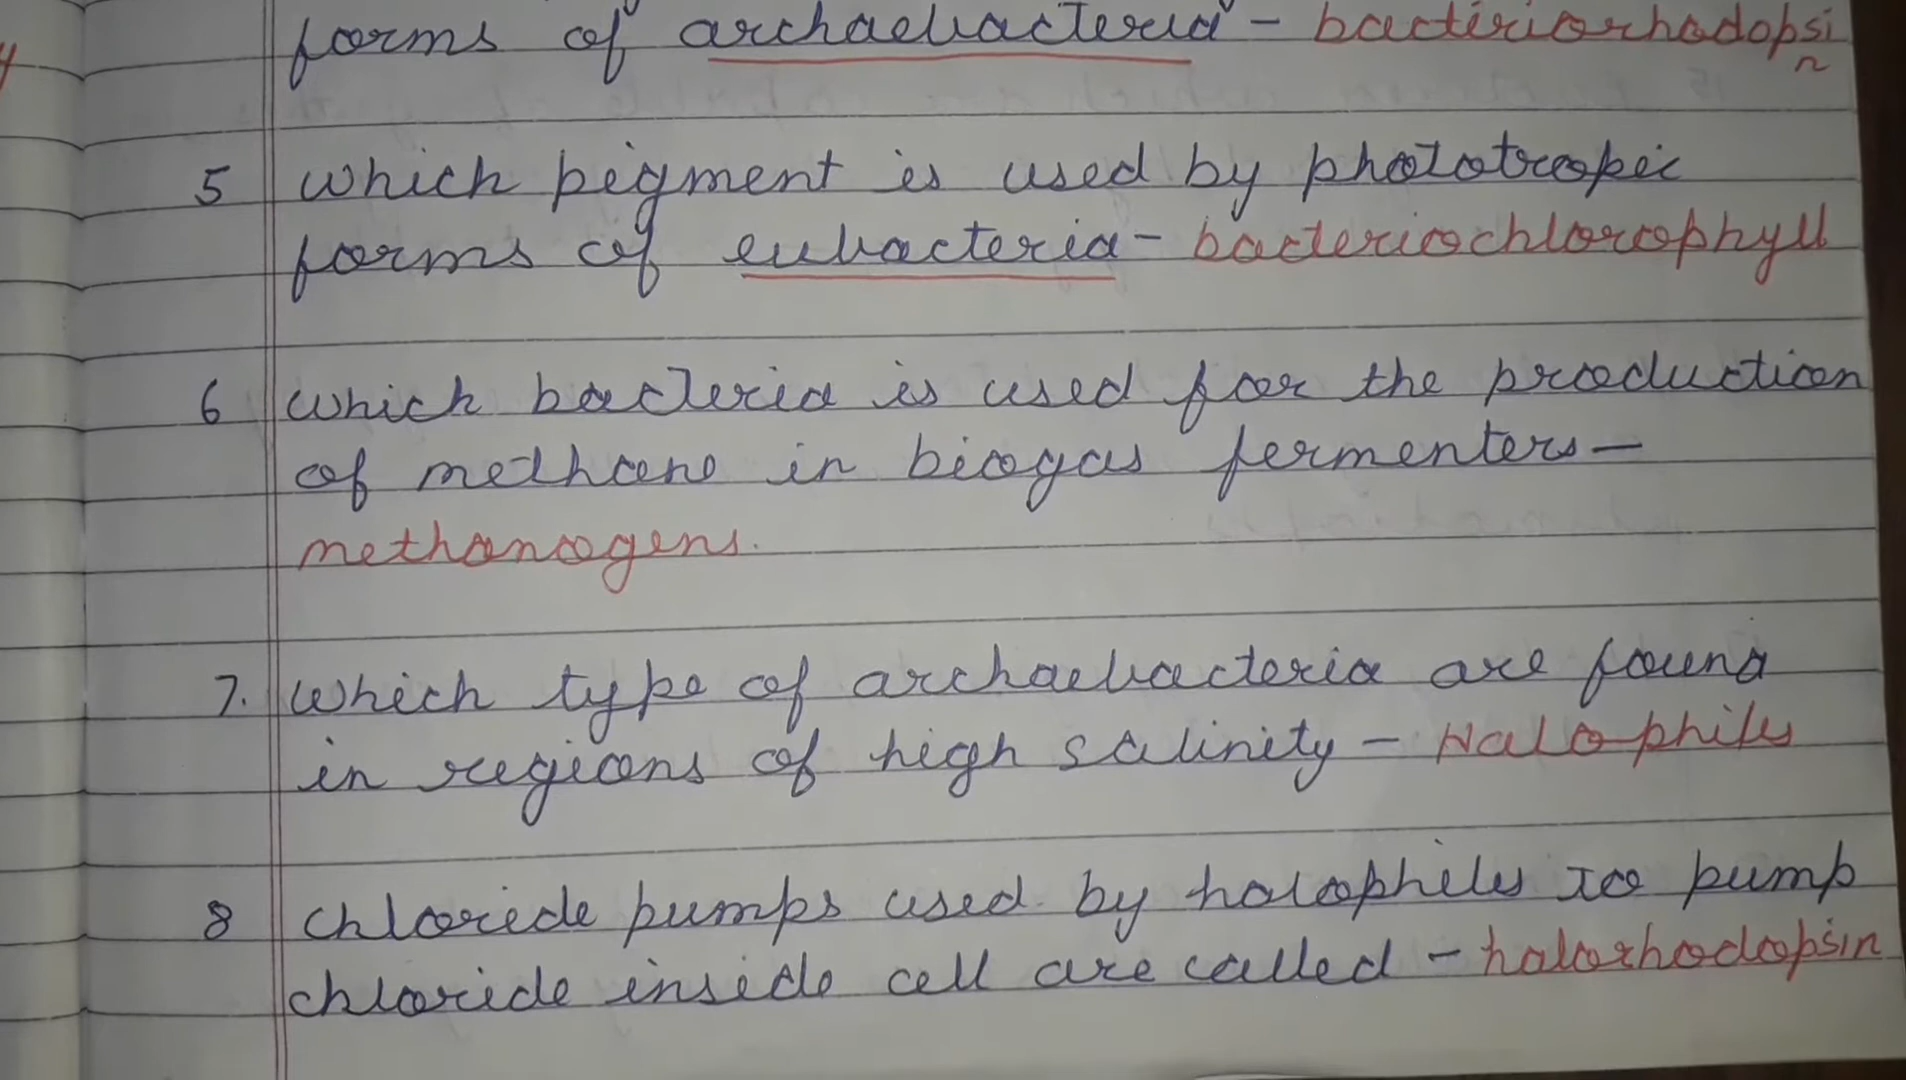 forms of archaebacteria - bacteriorhodopsin
5 which pigment is used by phototropic
forms of eubacteria - bacteriochlorophyll
6 which bacteria is used for the production
of methane in biogas fermenters -
methanogens.
7. which type of archaebacteria are found
in regions of high salinity - Halophiles
8 chloride pumps used by halophiles to pump
chloride inside cell are called - halorhodopsin